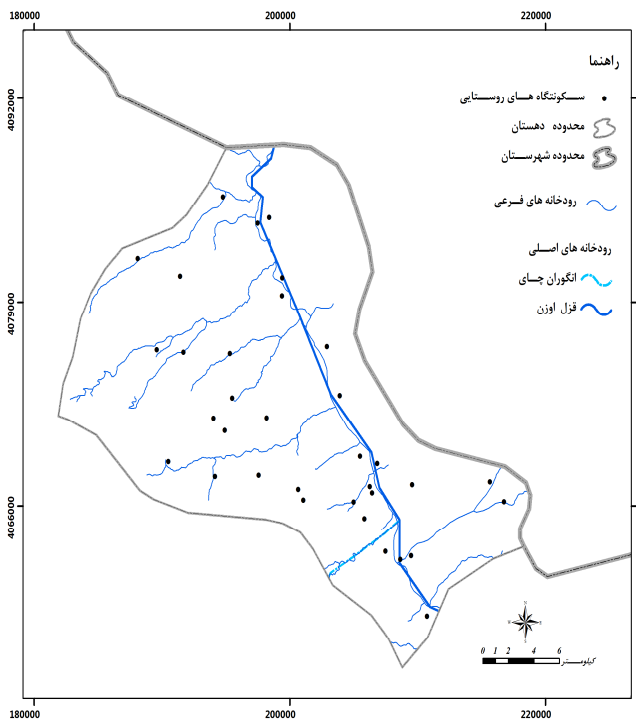 180000 200000 220000
راهنما
سکونتگاه های روستایی
محدوده دهستان
محدوده شهرستان
رودخانه های فرعی
رودخانه های اصلی
انگوران چای
قزل اوزن
4092000
4079000
4066000
N
W E
S
0 1 2 4 6
کیلومتر
180000 200000 220000